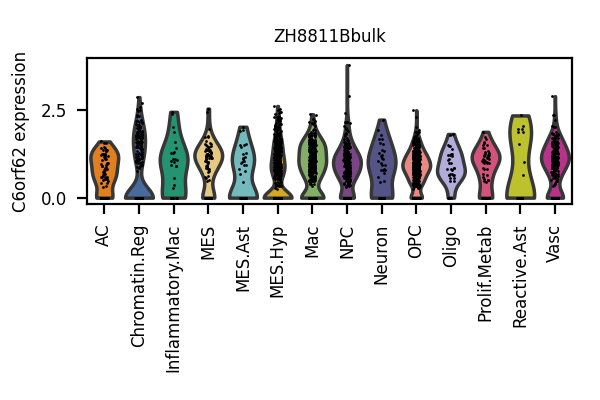 ZH8811Bbulk
C6orf62 expression
2.5
0.0
AC
Chromatin.Reg
Inflammatory.Mac
MES
MES.Ast
MES.Hyp
Mac
NPC
Neuron
OPC
Oligo
Prolif.Metab
Reactive.Ast
Vasc